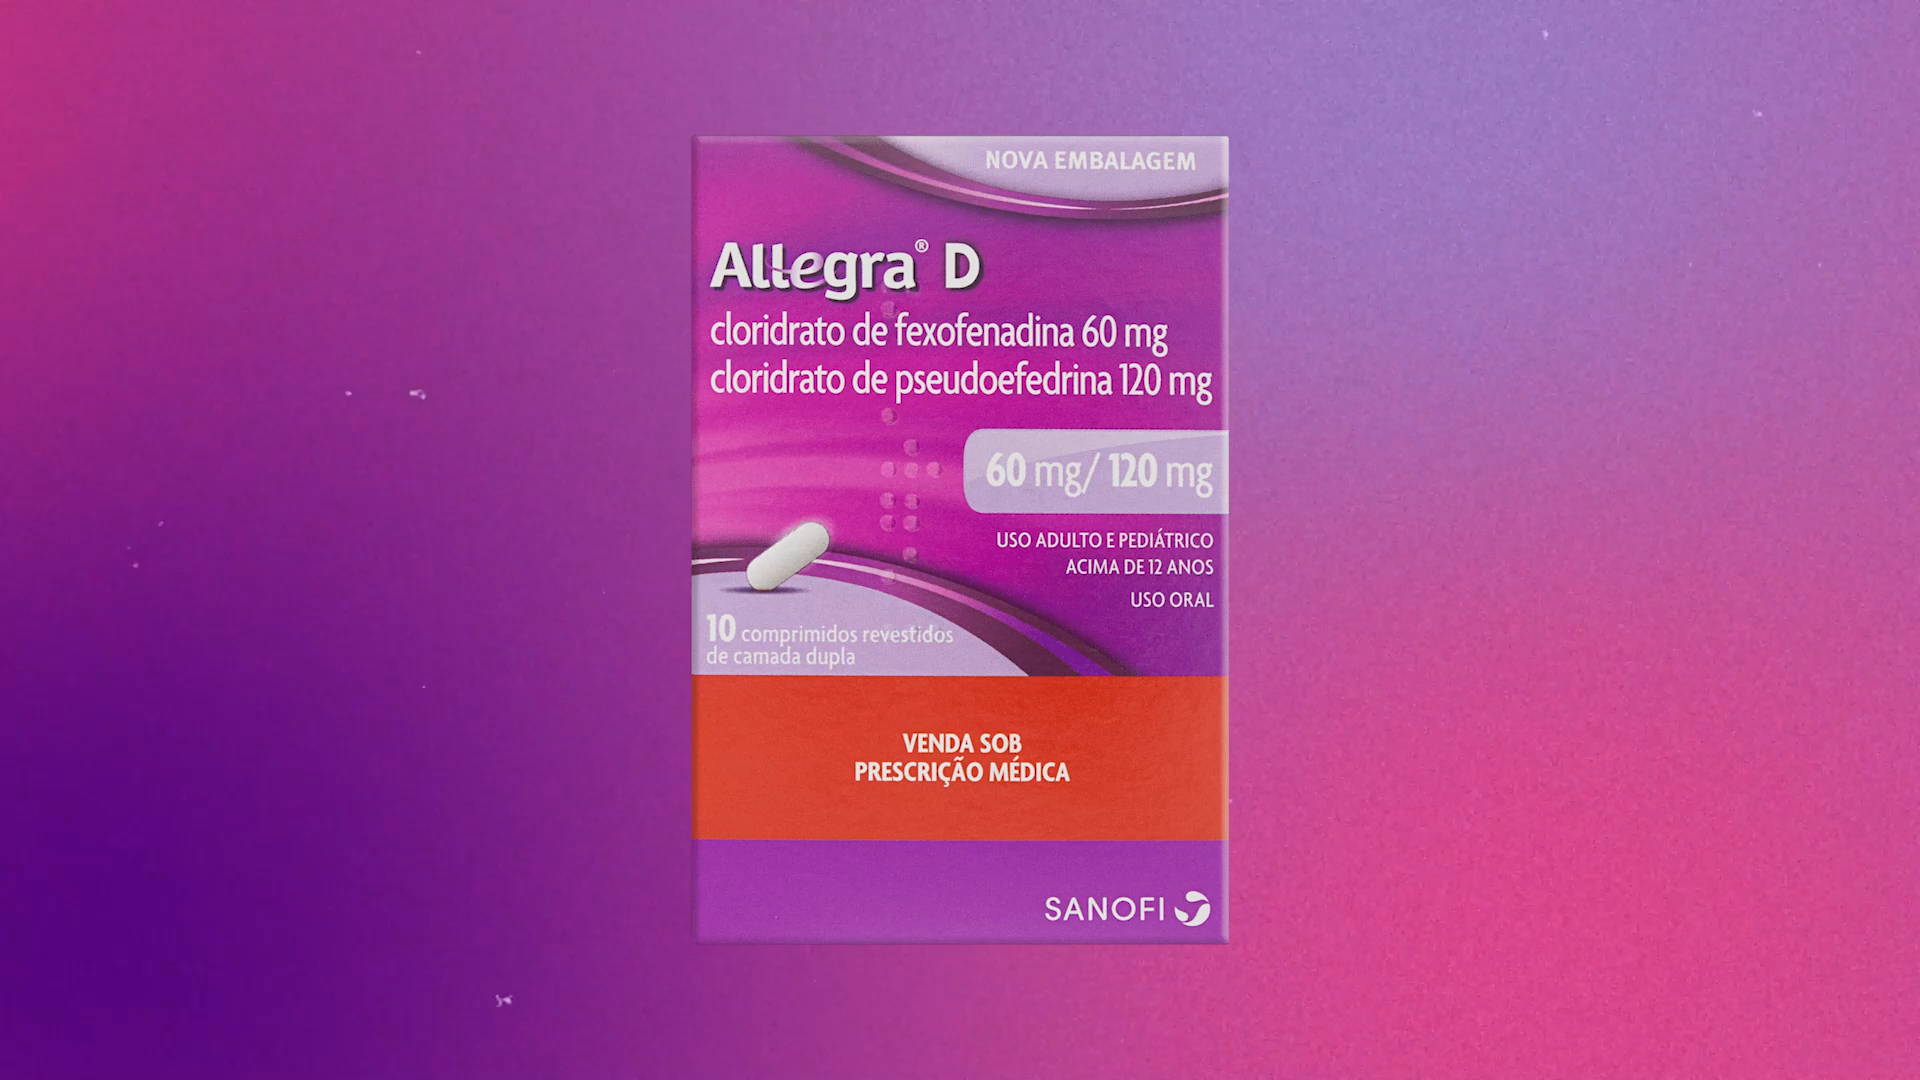 NOVA EMBALAGEM
Allegra® D
cloridrato de fexofenadina 60 mg
cloridrato de pseudoefedrina 120 mg
60 mg/ 120 mg
USO ADULTO E PEDIÁTRICO
ACIMA DE 12 ANOS
USO ORAL
10 comprimidos revestidos
de camada dupla
VENDA SOB
PRESCRIÇÃO MÉDICA
SANOFI